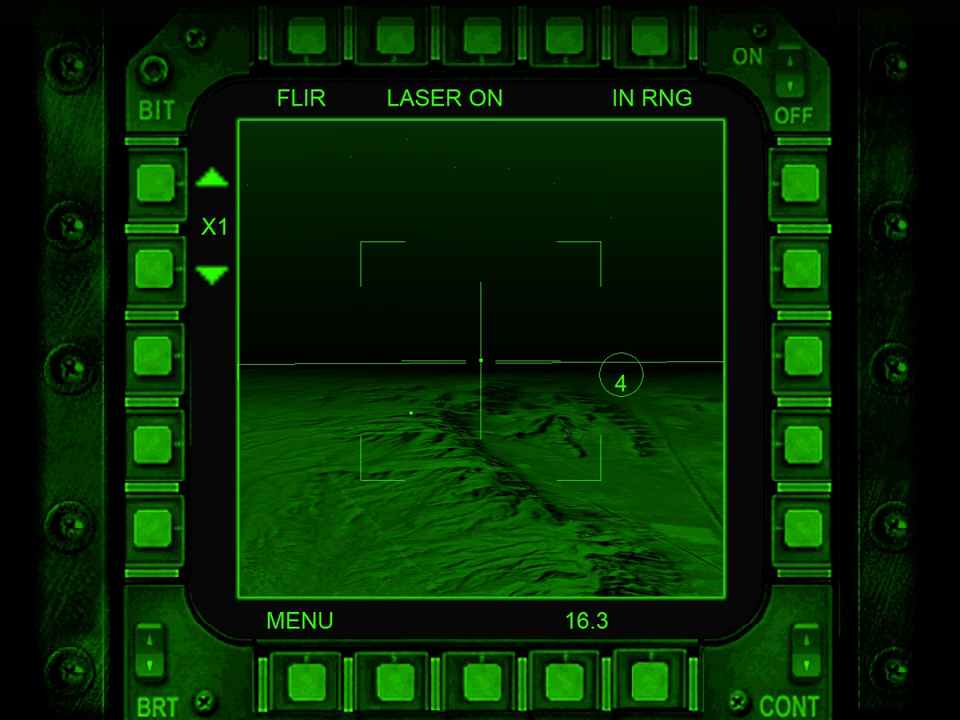 ON
BIT
OFF
FLIR LASER ON IN RNG
X1
4
MENU 16.3
BRT
CONT